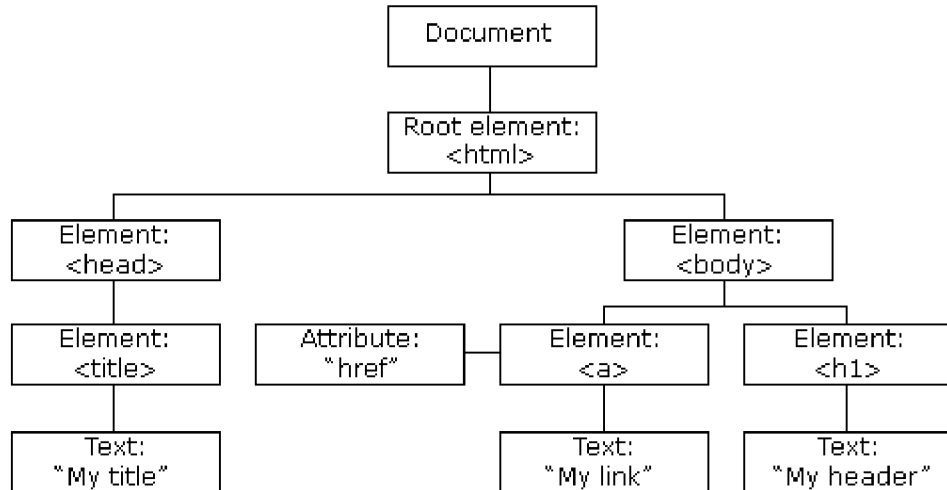 Document
Root element:
<html>
Element:
<head>
Element:
<body>
Element:
<title>
Attribute:
“href”
Element:
<a>
Element:
<h1>
Text:
“My title”
Text:
“My link”
Text:
“My header”